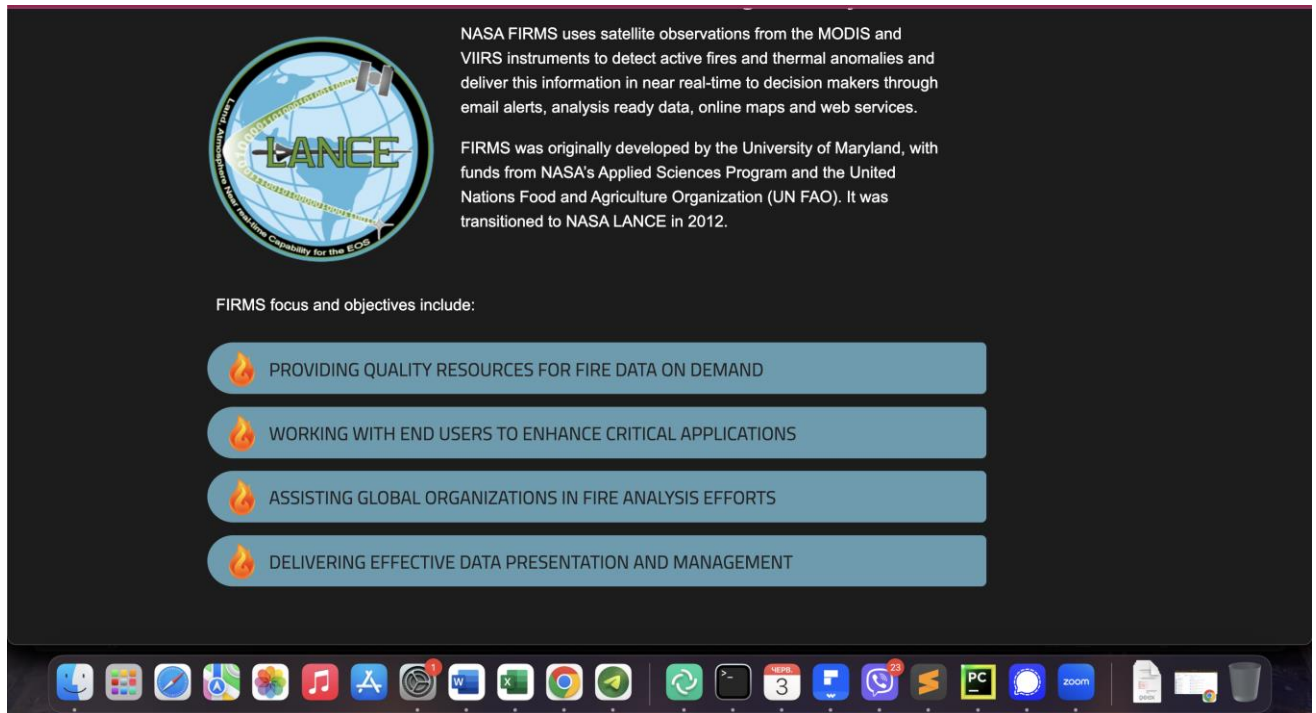 NASA FIRMS uses satellite observations from the MODIS and
VIIRS instruments to detect active fires and thermal anomalies and
deliver this information in near real-time to decision makers through
email alerts, analysis ready data, online maps and web services.
FIRMS was originally developed by the University of Maryland, with
funds from NASA's Applied Sciences Program and the United
Nations Food and Agriculture Organization (UN FAO). It was
transitioned to NASA LANCE in 2012.
LANCE
Land, Atmosphere Near real-time Capability for the EOS
FIRMS focus and objectives include:
PROVIDING QUALITY RESOURCES FOR FIRE DATA ON DEMAND
WORKING WITH END USERS TO ENHANCE CRITICAL APPLICATIONS
ASSISTING GLOBAL ORGANIZATIONS IN FIRE ANALYSIS EFFORTS
DELIVERING EFFECTIVE DATA PRESENTATION AND MANAGEMENT
1
W
X
ЧЕРВ.
3
23
PC
zoom
DOCX